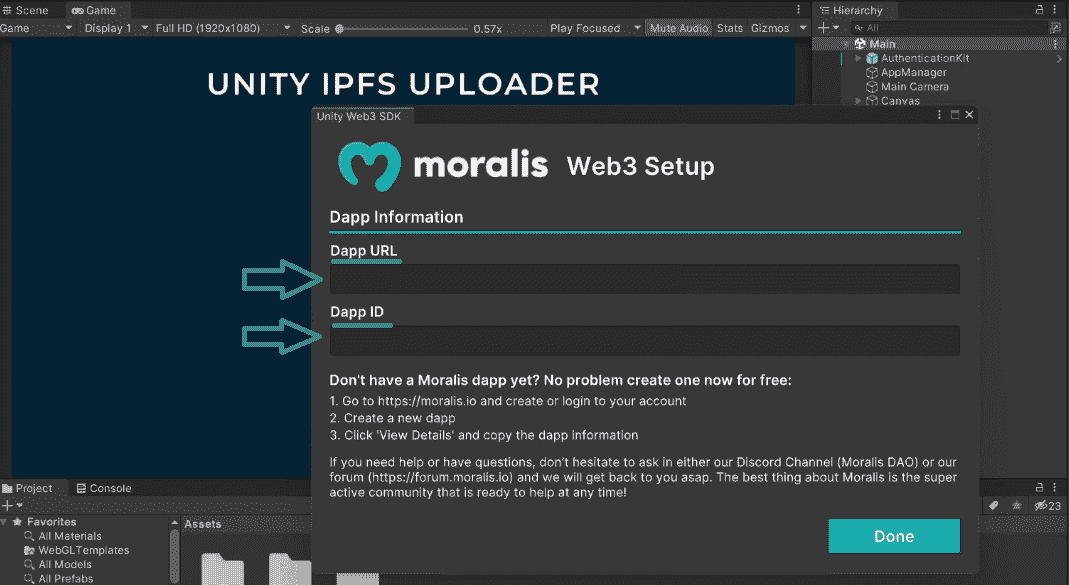 Scene Game
Game Display 1 Full HD (1920x1080) Scale 0.57x Play Focused Mute Audio Stats Gizmos
UNITY IPFS UPLOADER
Hierarchy
All
Main
AuthenticationKit
AppManager
Main Camera
Canvas
Unity Web3 SDK
moralis Web3 Setup
Dapp Information
Dapp URL
Dapp ID
Don't have a Moralis dapp yet? No problem create one now for free:
1. Go to https://moralis.io and create or login to your account
2. Create a new dapp
3. Click 'View Details' and copy the dapp information
If you need help or have questions, don't hesitate to ask in either our Discord Channel (Moralis DAO) or our
forum (https://forum.moralis.io) and we will get back to you asap. The best thing about Moralis is the super
active community that is ready to help at any time!
Done
Project Console
23
Favorites
All Materials
WebGLTemplates
All Models
All Prefabs
Assets